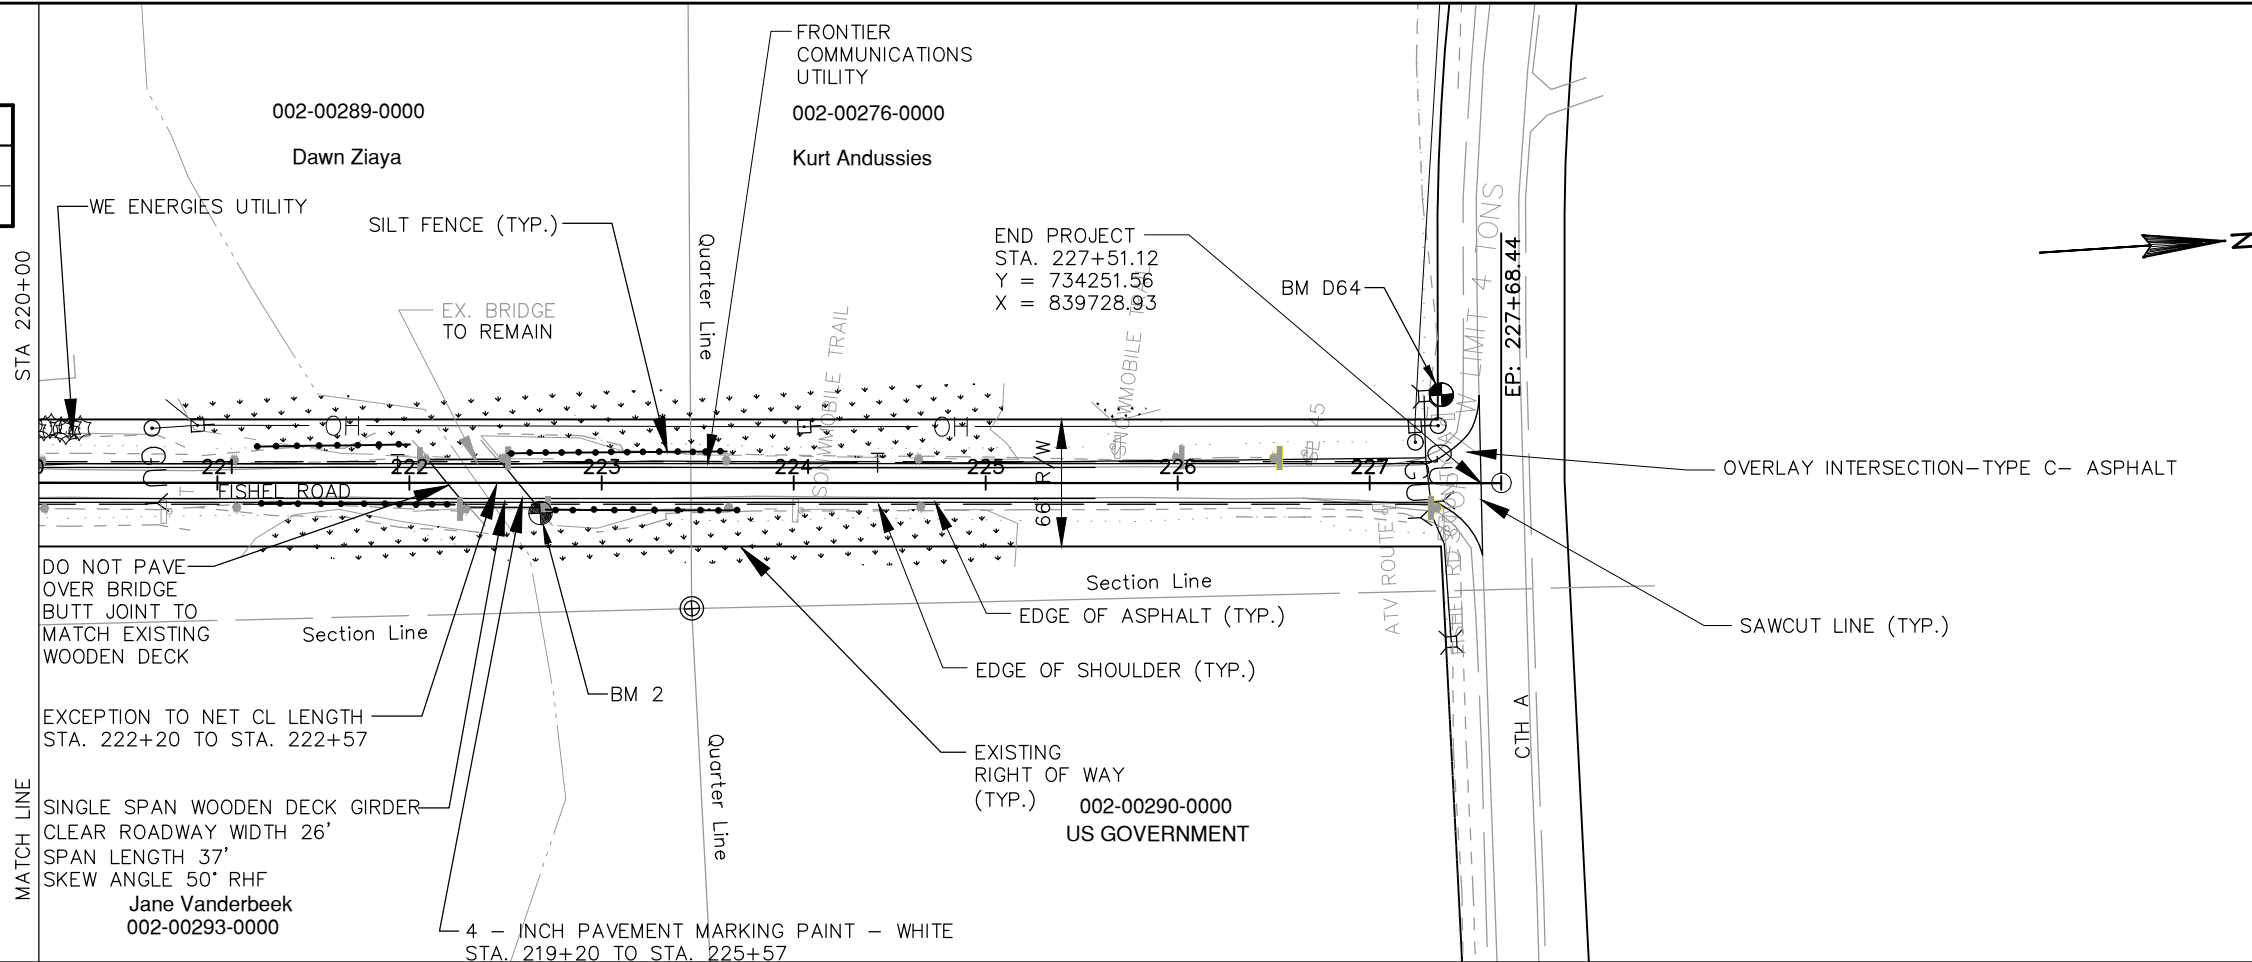 FRONTIER
COMMUNICATIONS
UTILITY
002-00289-0000
Dawn Ziaya
002-00276-0000
Kurt Andussies
WE ENERGIES UTILITY
SILT FENCE (TYP.)
EX. BRIDGE
TO REMAIN
Quarter Line
END PROJECT
STA. 227+51.12
Y = 734251.56
X = 839728.93
BM D64
SNOWMOBILE TRAIL
W LIMIT 4 TONS
EP: 227+68.44
N
STA 220+00
MATCH LINE
OH
OH
221
222
223
224
225
226
227
FISHEL ROAD
66' R/W
OVERLAY INTERSECTION-TYPE C- ASPHALT
ATV ROUTE
DO NOT PAVE
OVER BRIDGE
BUTT JOINT TO
MATCH EXISTING
WOODEN DECK
Section Line
Section Line
EDGE OF ASPHALT (TYP.)
SAWCUT LINE (TYP.)
EDGE OF SHOULDER (TYP.)
BM 2
EXCEPTION TO NET CL LENGTH
STA. 222+20 TO STA. 222+57
Quarter Line
CTH A
EXISTING
RIGHT OF WAY
(TYP.)
002-00290-0000
US GOVERNMENT
SINGLE SPAN WOODEN DECK GIRDER
CLEAR ROADWAY WIDTH 26'
SPAN LENGTH 37'
SKEW ANGLE 50° RHF
Jane Vanderbeek
002-00293-0000
4 - INCH PAVEMENT MARKING PAINT - WHITE
STA. 219+20 TO STA. 225+57